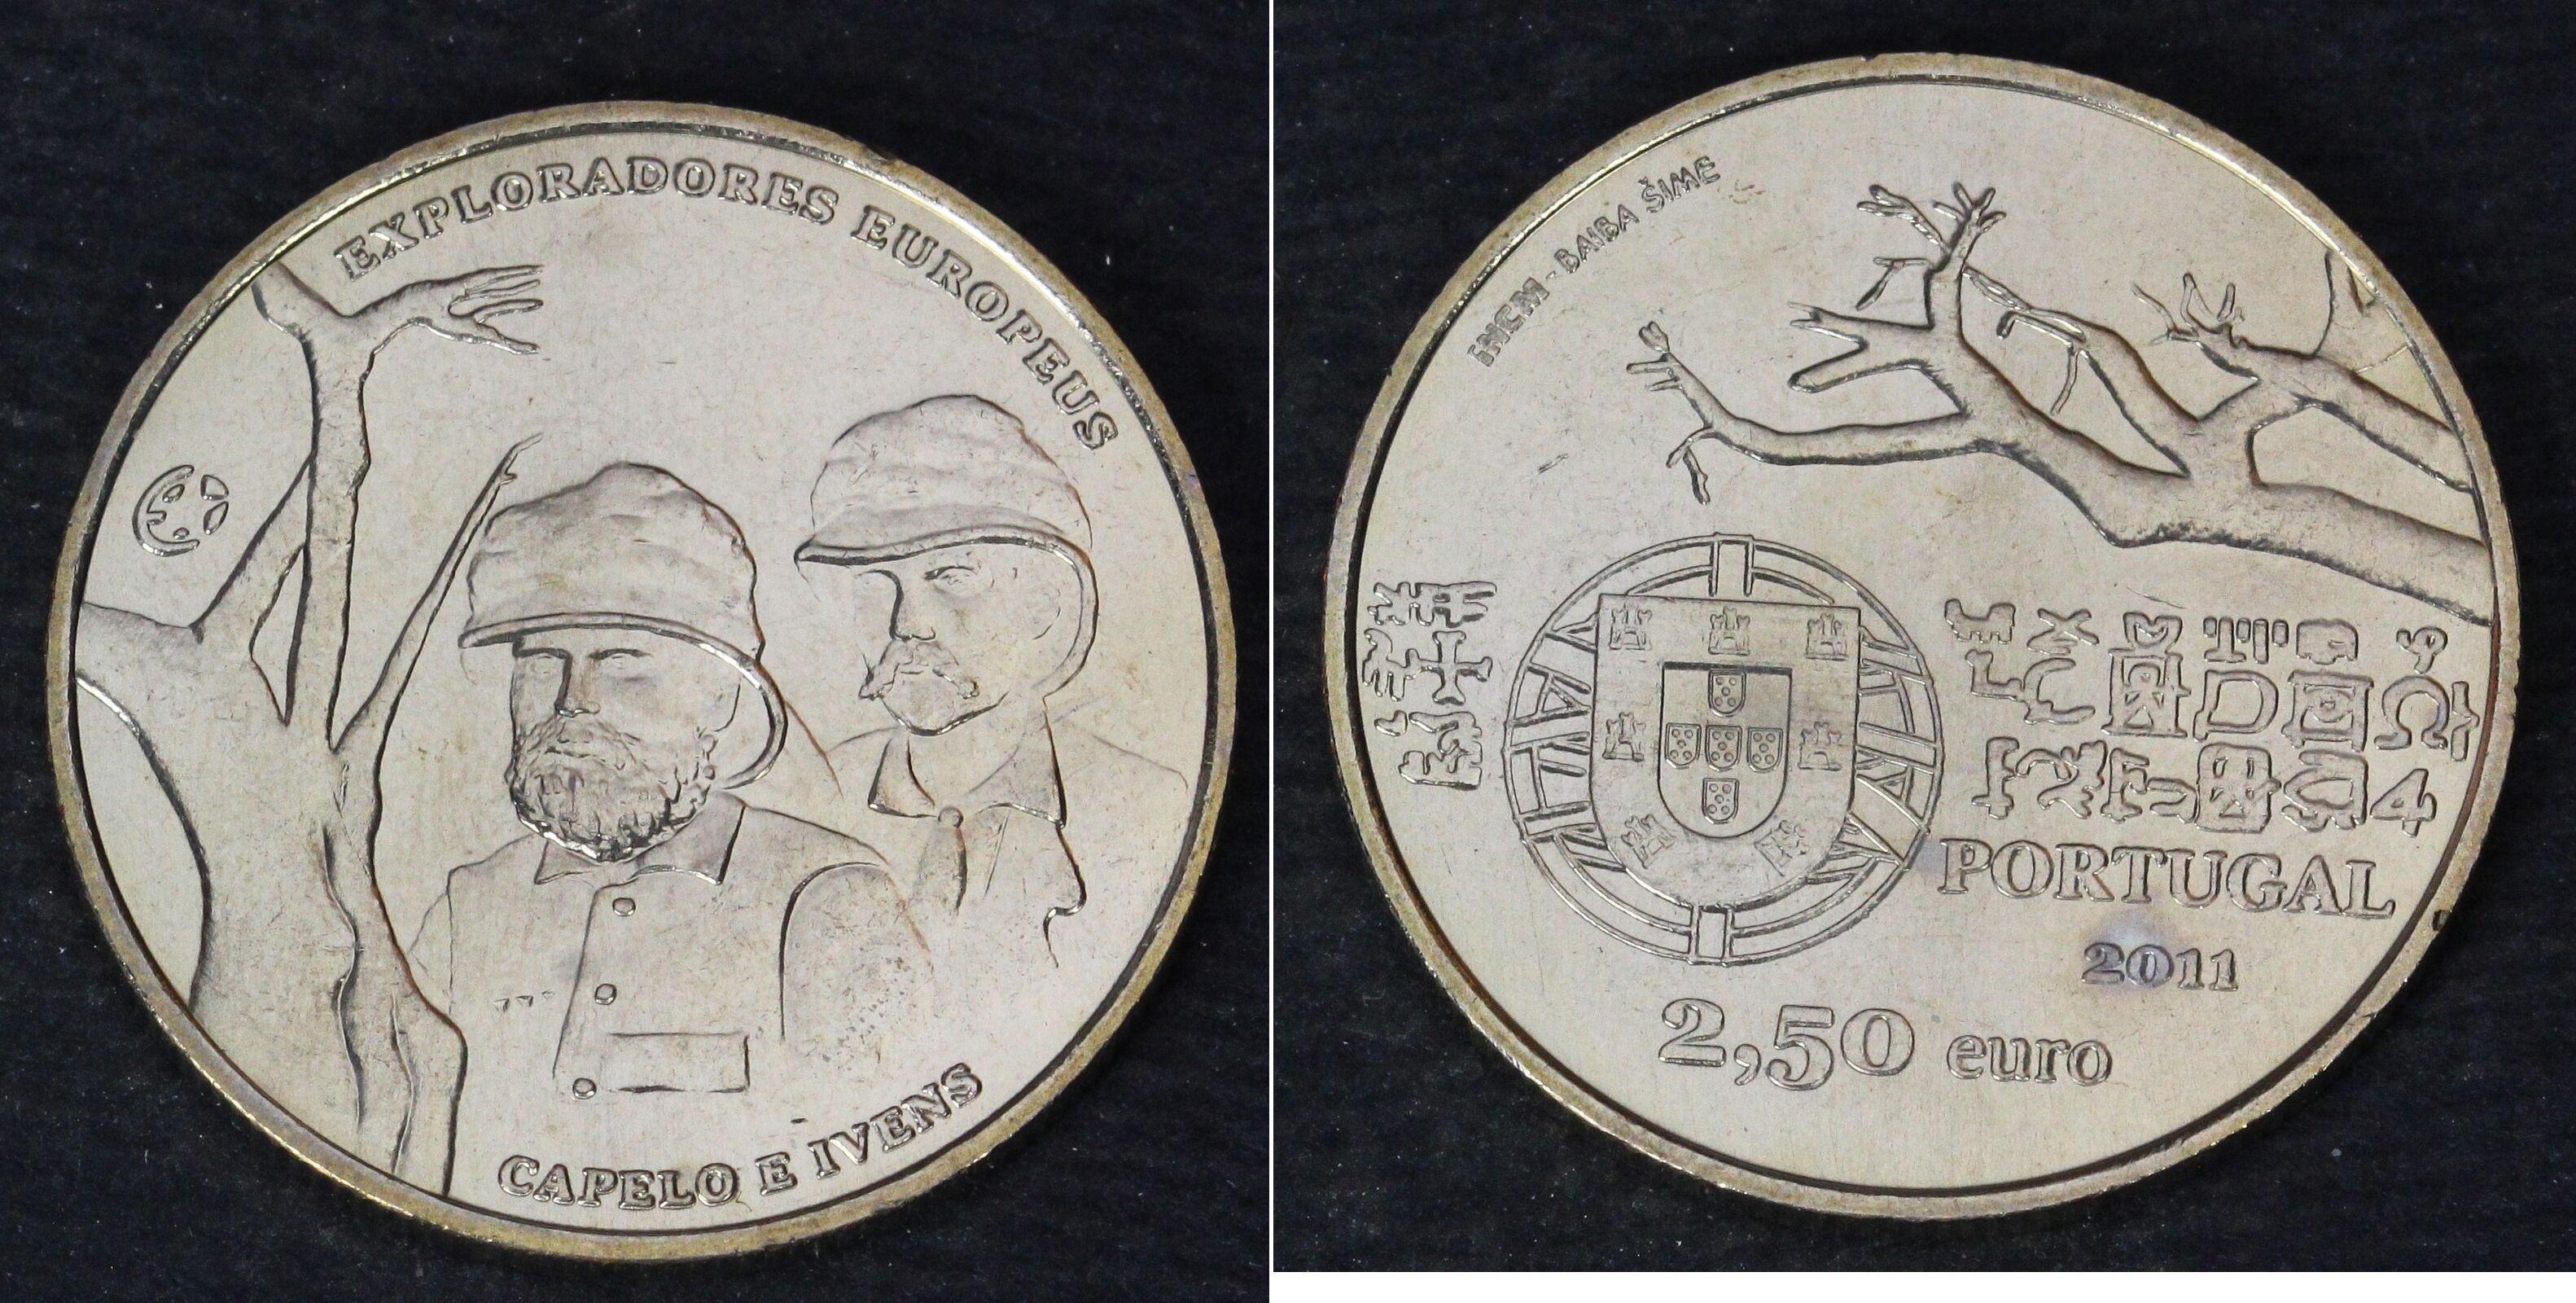 EXPLORADORES EUROPEUS
CAPELO E IVENS
INCM - BAIBA ŠIME
PORTUGAL
2011
2,50 euro